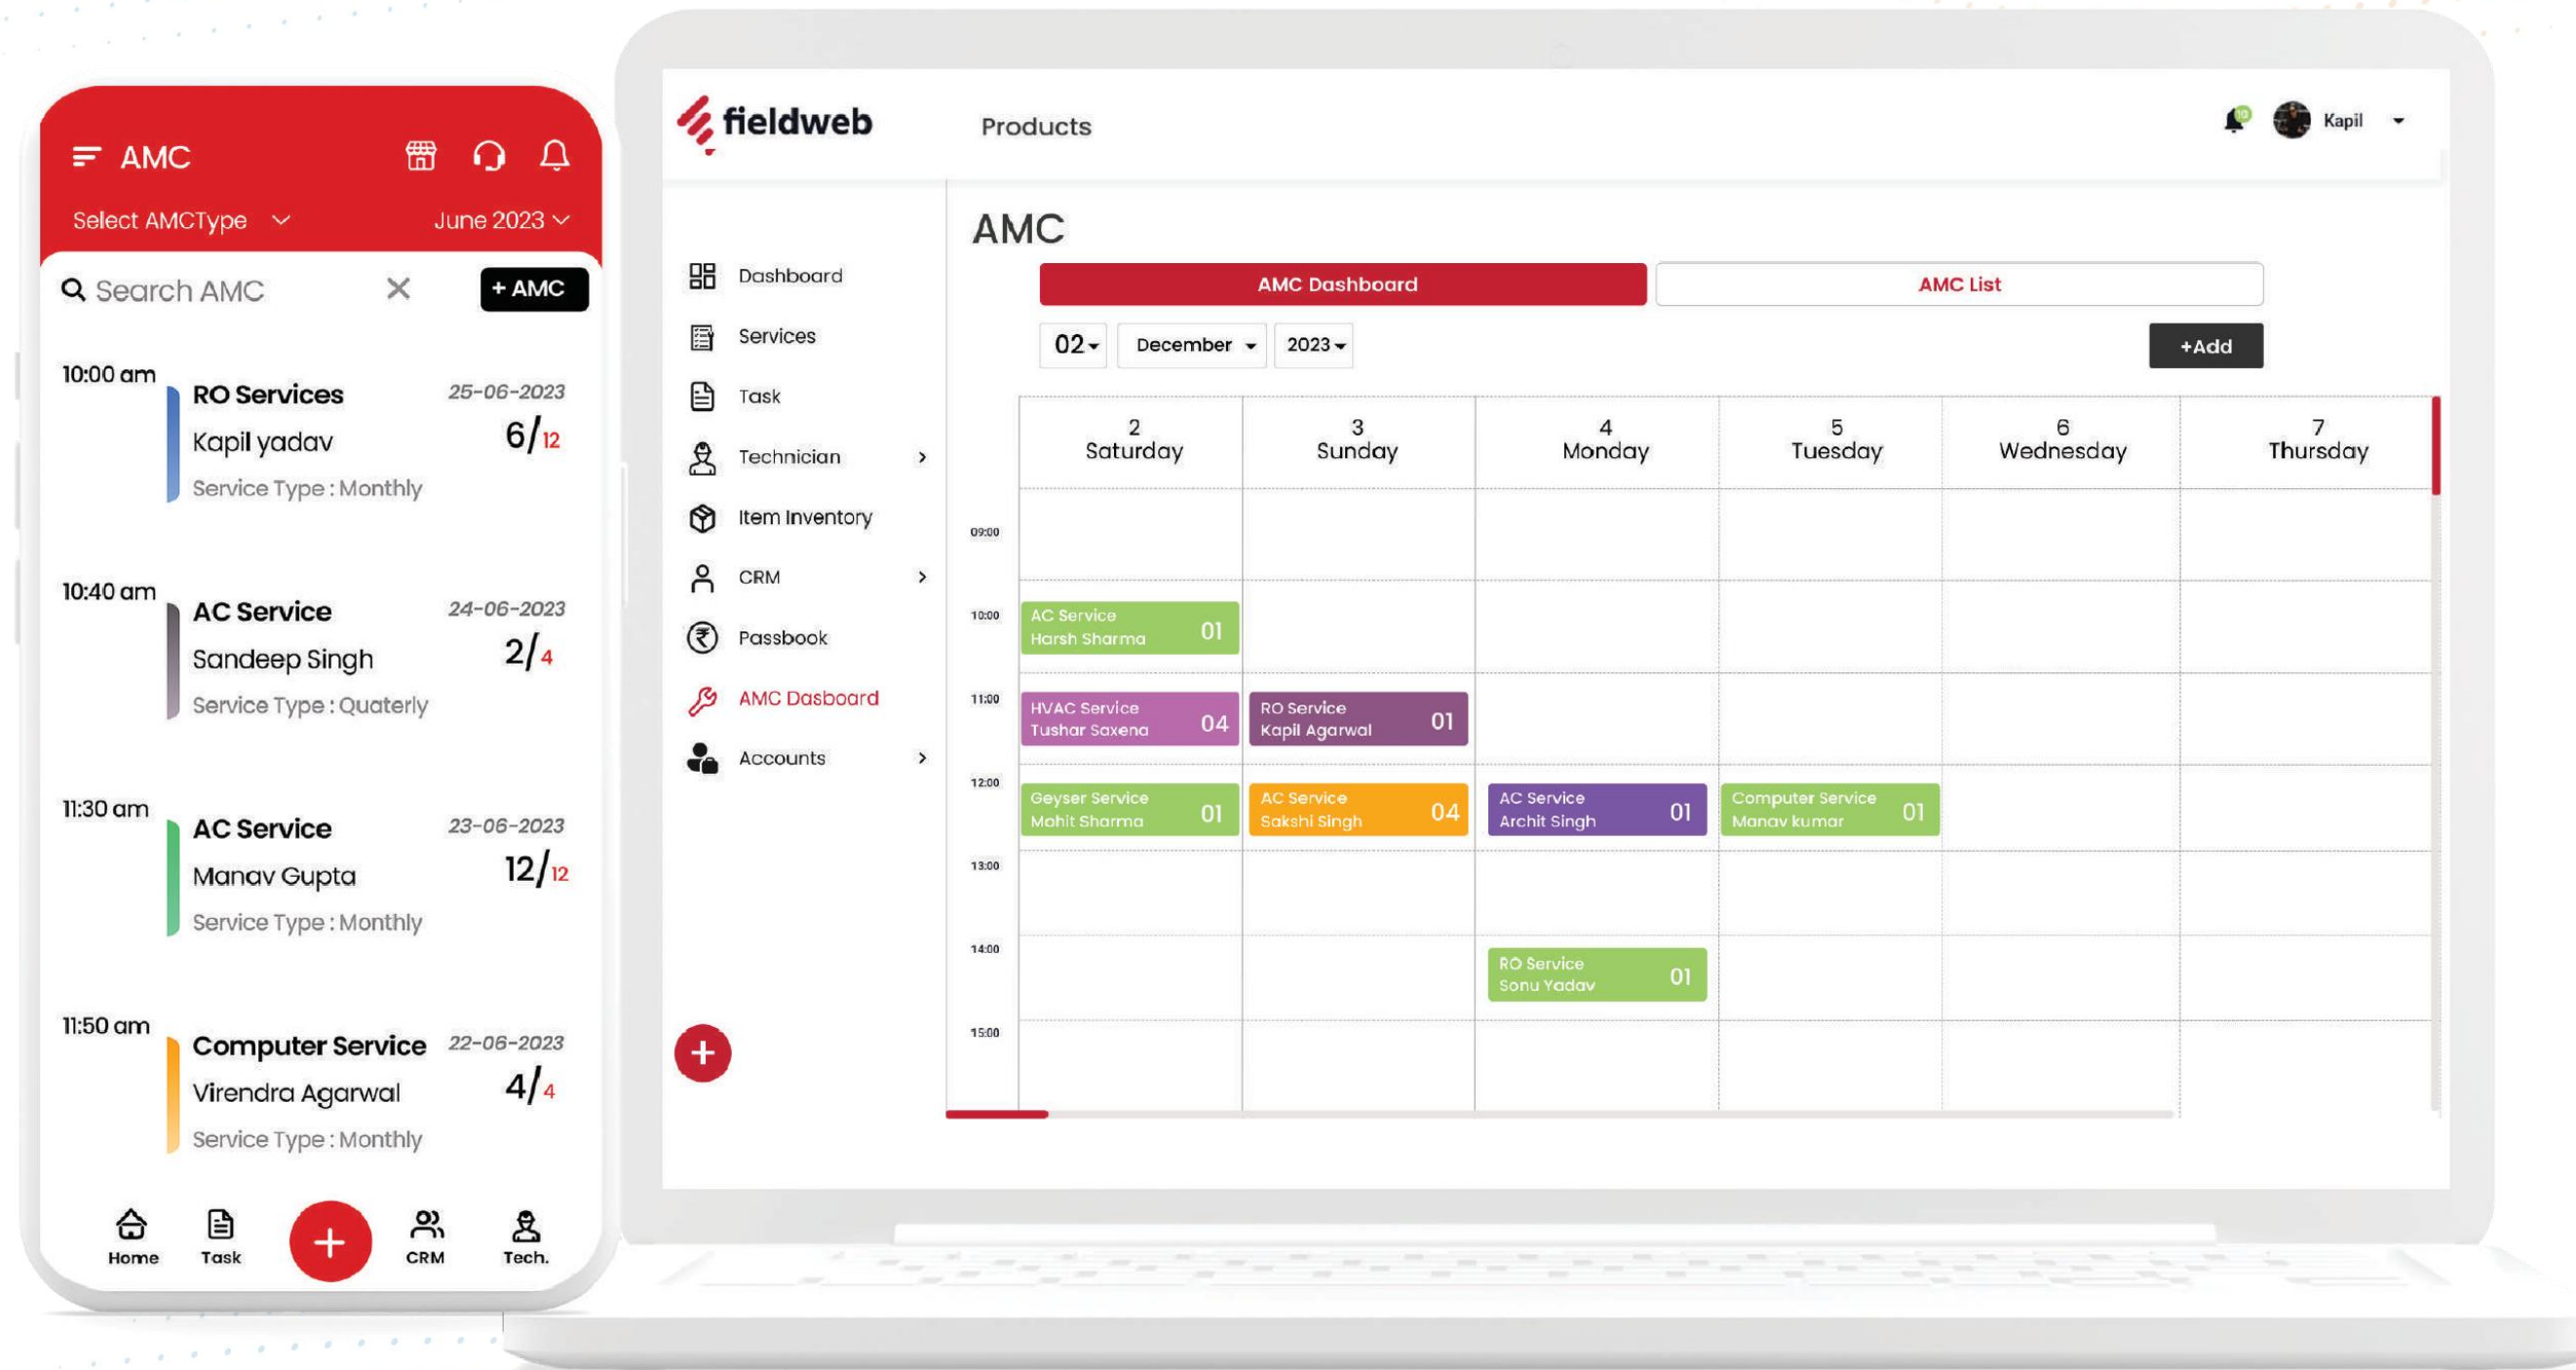 AMC
Select AMCType
June 2023
Search AMC
+ AMC
10:00 am
RO Services
25-06-2023
Kapil yadav
6/12
Service Type : Monthly
10:40 am
AC Service
24-06-2023
Sandeep Singh
2/4
Service Type : Quaterly
11:30 am
AC Service
23-06-2023
Manav Gupta
12/12
Service Type : Monthly
11:50 am
Computer Service
22-06-2023
Virendra Agarwal
4/4
Service Type : Monthly
Home
Task
+
CRM
Tech.
fieldweb
Products
Kapil
Dashboard
Services
Task
Technician
Item Inventory
CRM
Passbook
AMC Dasboard
Accounts
+
AMC
AMC Dashboard
AMC List
02
December
2023
+Add
2
Saturday
3
Sunday
4
Monday
5
Tuesday
6
Wednesday
7
Thursday
09:00
10:00
AC Service
Harsh Sharma
01
11:00
HVAC Service
Tushar Saxena
04
RO Service
Kapil Agarwal
01
12:00
Geyser Service
Mohit Sharma
01
AC Service
Sakshi Singh
04
AC Service
Archit Singh
01
Computer Service
Manav kumar
01
13:00
14:00
RO Service
Sonu Yadav
01
15:00